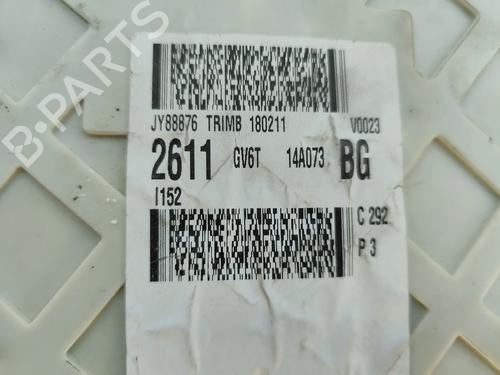 B-PARTS
JY88876 TRIMB 180211 V0023
2611 GV6T 14A073 BG
I152
C 292
P 3